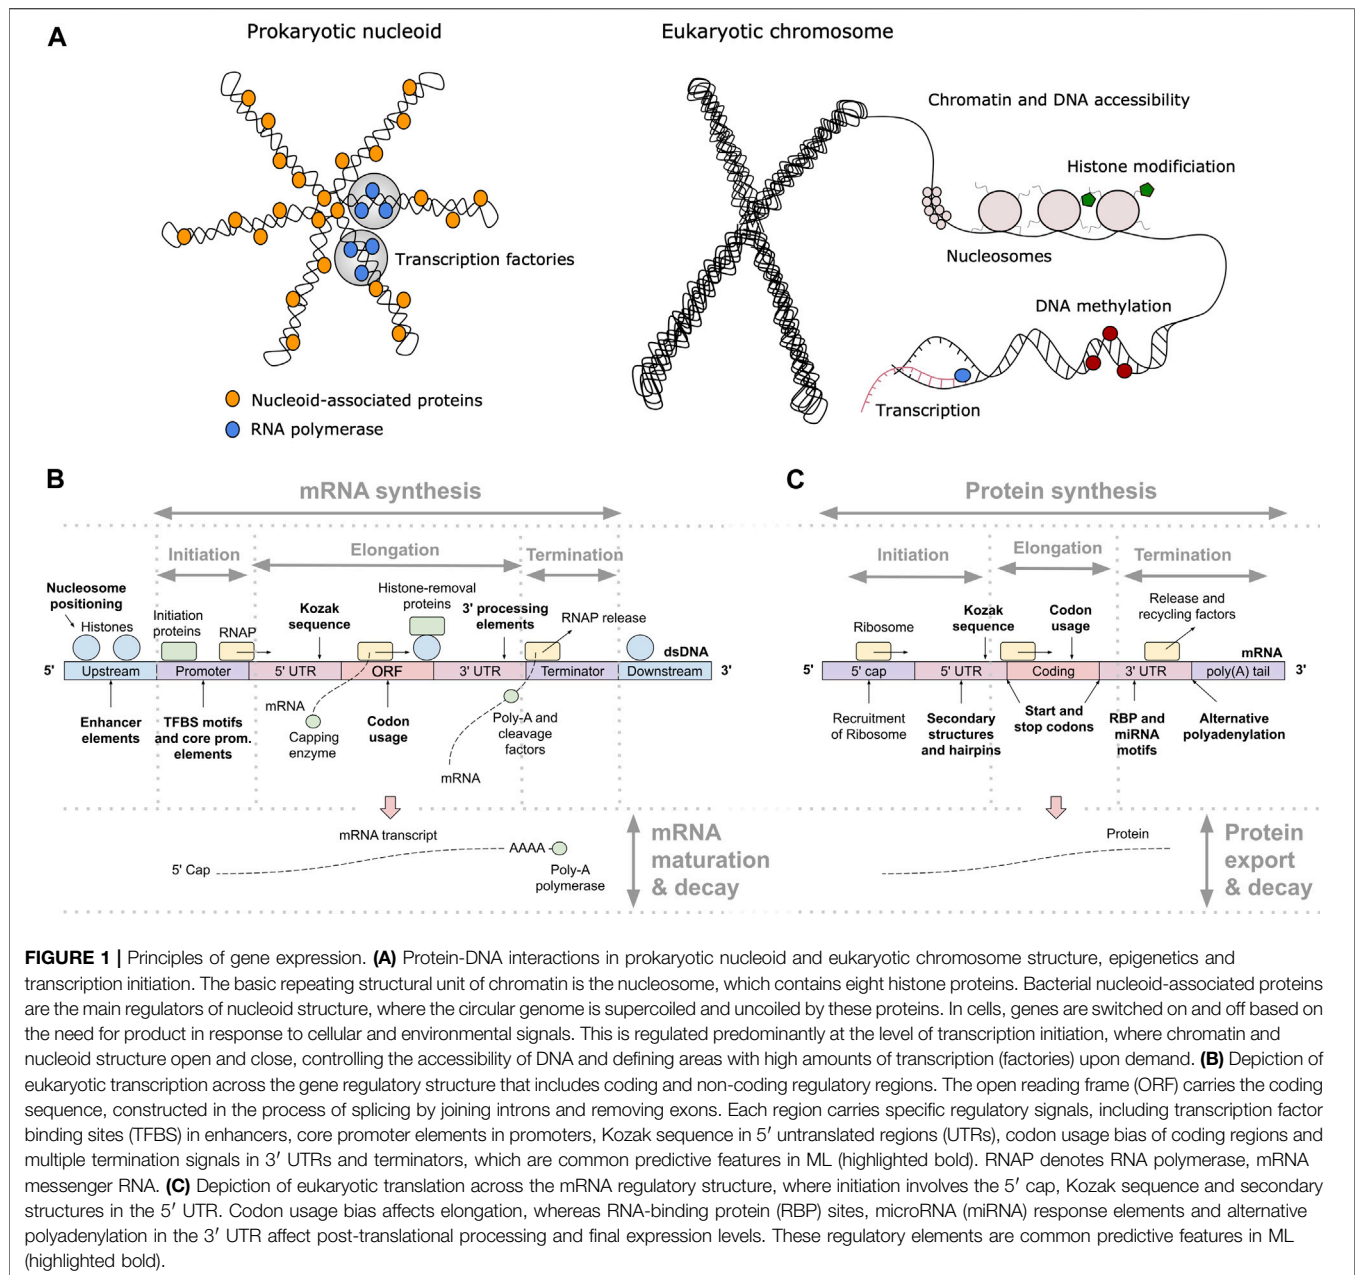 A
Prokaryotic nucleoid
Eukaryotic chromosome
Chromatin and DNA accessibility
Histone modificiation
Nucleosomes
Transcription factories
DNA methylation
Transcription
Nucleoid-associated proteins
RNA polymerase
B
mRNA synthesis
Initiation
Elongation
Termination
Nucleosome
positioning
Histones
Initiation
proteins
RNAP
Kozak
sequence
Histone-removal
proteins
3' processing
elements
RNAP release
dsDNA
5'
Upstream
Promoter
5' UTR
ORF
3' UTR
Terminator
Downstream
3'
Enhancer
elements
TFBS motifs
and core prom.
elements
mRNA
Capping
enzyme
Codon
usage
mRNA
Poly-A and
cleavage
factors
mRNA transcript
5' Cap
AAAA
Poly-A
polymerase
mRNA
maturation
& decay
C
Protein synthesis
Initiation
Elongation
Termination
Ribosome
Kozak
sequence
Codon
usage
Release and
recycling factors
mRNA
5'
5' cap
5' UTR
Coding
3' UTR
poly(A) tail
3'
Recruitment
of Ribosome
Secondary
structures
and hairpins
Start and
stop codons
RBP and
miRNA
motifs
Alternative
polyadenylation
Protein
Protein
export
& decay
FIGURE 1 | Principles of gene expression. (A) Protein-DNA interactions in prokaryotic nucleoid and eukaryotic chromosome structure, epigenetics and
transcription initiation. The basic repeating structural unit of chromatin is the nucleosome, which contains eight histone proteins. Bacterial nucleoid-associated proteins
are the main regulators of nucleoid structure, where the circular genome is supercoiled and uncoiled by these proteins. In cells, genes are switched on and off based on
the need for product in response to cellular and environmental signals. This is regulated predominantly at the level of transcription initiation, where chromatin and
nucleoid structure open and close, controlling the accessibility of DNA and defining areas with high amounts of transcription (factories) upon demand. (B) Depiction of
eukaryotic transcription across the gene regulatory structure that includes coding and non-coding regulatory regions. The open reading frame (ORF) carries the coding
sequence, constructed in the process of splicing by joining introns and removing exons. Each region carries specific regulatory signals, including transcription factor
binding sites (TFBS) in enhancers, core promoter elements in promoters, Kozak sequence in 5′ untranslated regions (UTRs), codon usage bias of coding regions and
multiple termination signals in 3′ UTRs and terminators, which are common predictive features in ML (highlighted bold). RNAP denotes RNA polymerase, mRNA
messenger RNA. (C) Depiction of eukaryotic translation across the mRNA regulatory structure, where initiation involves the 5′ cap, Kozak sequence and secondary
structures in the 5′ UTR. Codon usage bias affects elongation, whereas RNA-binding protein (RBP) sites, microRNA (miRNA) response elements and alternative
polyadenylation in the 3′ UTR affect post-translational processing and final expression levels. These regulatory elements are common predictive features in ML
(highlighted bold).